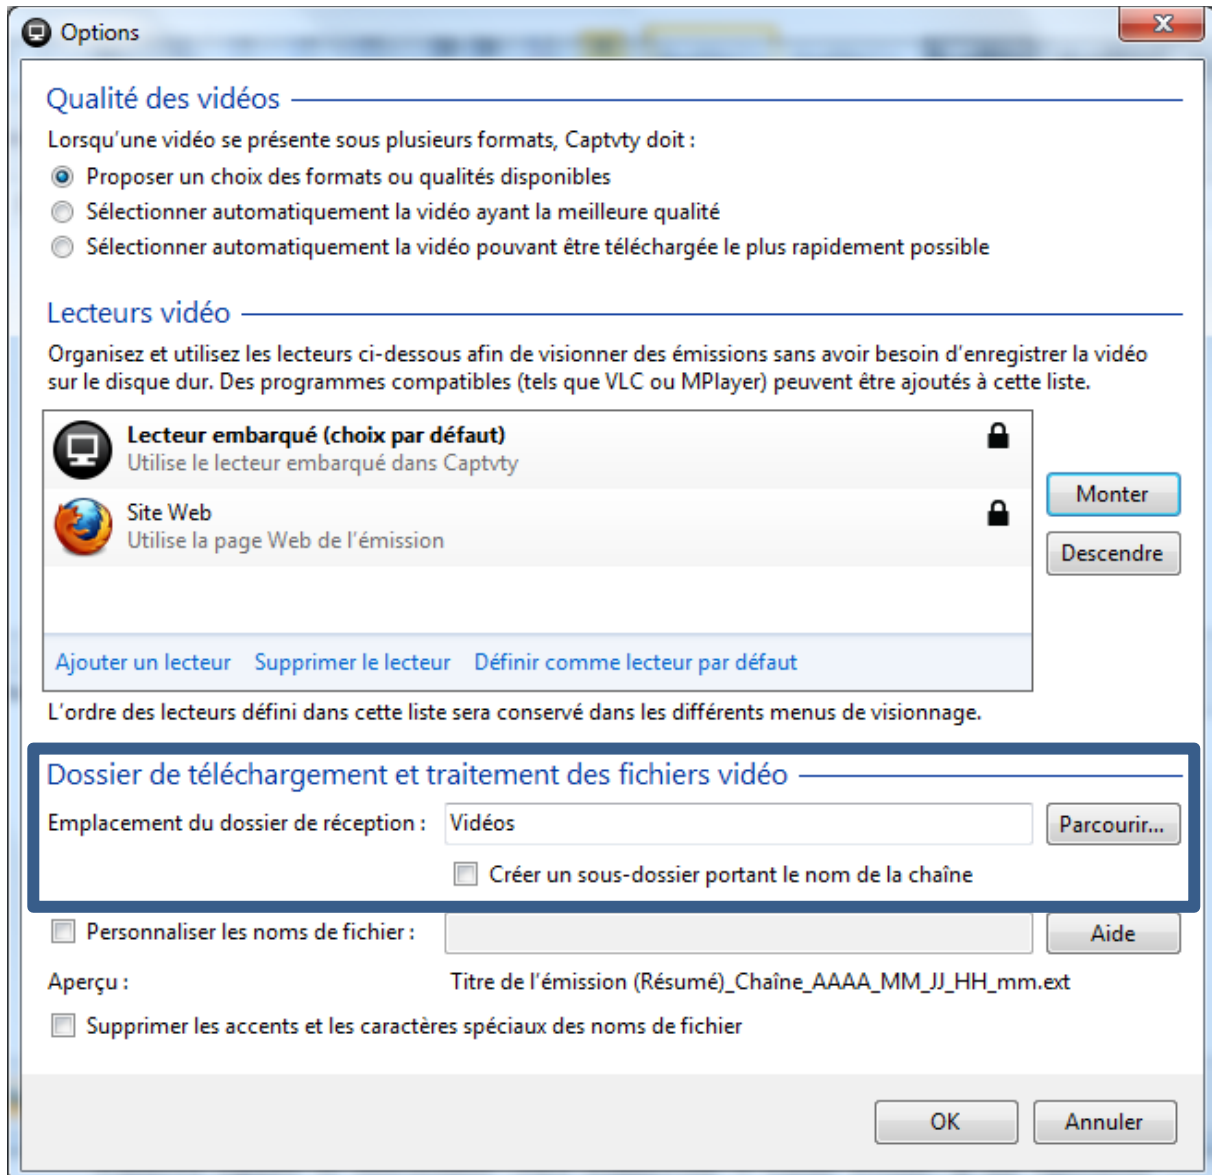 Options
Qualité des vidéos
Lorsqu'une vidéo se présente sous plusieurs formats, Captvty doit :
Proposer un choix des formats ou qualités disponibles
Sélectionner automatiquement la vidéo ayant la meilleure qualité
Sélectionner automatiquement la vidéo pouvant être téléchargée le plus rapidement possible
Lecteurs vidéo
Organisez et utilisez les lecteurs ci-dessous afin de visionner des émissions sans avoir besoin d'enregistrer la vidéo
sur le disque dur. Des programmes compatibles (tels que VLC ou MPlayer) peuvent être ajoutés à cette liste.
Lecteur embarqué (choix par défaut)
Utilise le lecteur embarqué dans Captvty
Site Web
Utilise la page Web de l'émission
Monter
Descendre
Ajouter un lecteur Supprimer le lecteur Définir comme lecteur par défaut
L'ordre des lecteurs défini dans cette liste sera conservé dans les différents menus de visionnage.
Dossier de téléchargement et traitement des fichiers vidéo
Emplacement du dossier de réception : Vidéos Parcourir...
Créer un sous-dossier portant le nom de la chaîne
Personnaliser les noms de fichier : Aide
Aperçu : Titre de l'émission (Résumé)_Chaîne_AAAA_MM_JJ_HH_mm.ext
Supprimer les accents et les caractères spéciaux des noms de fichier
OK Annuler